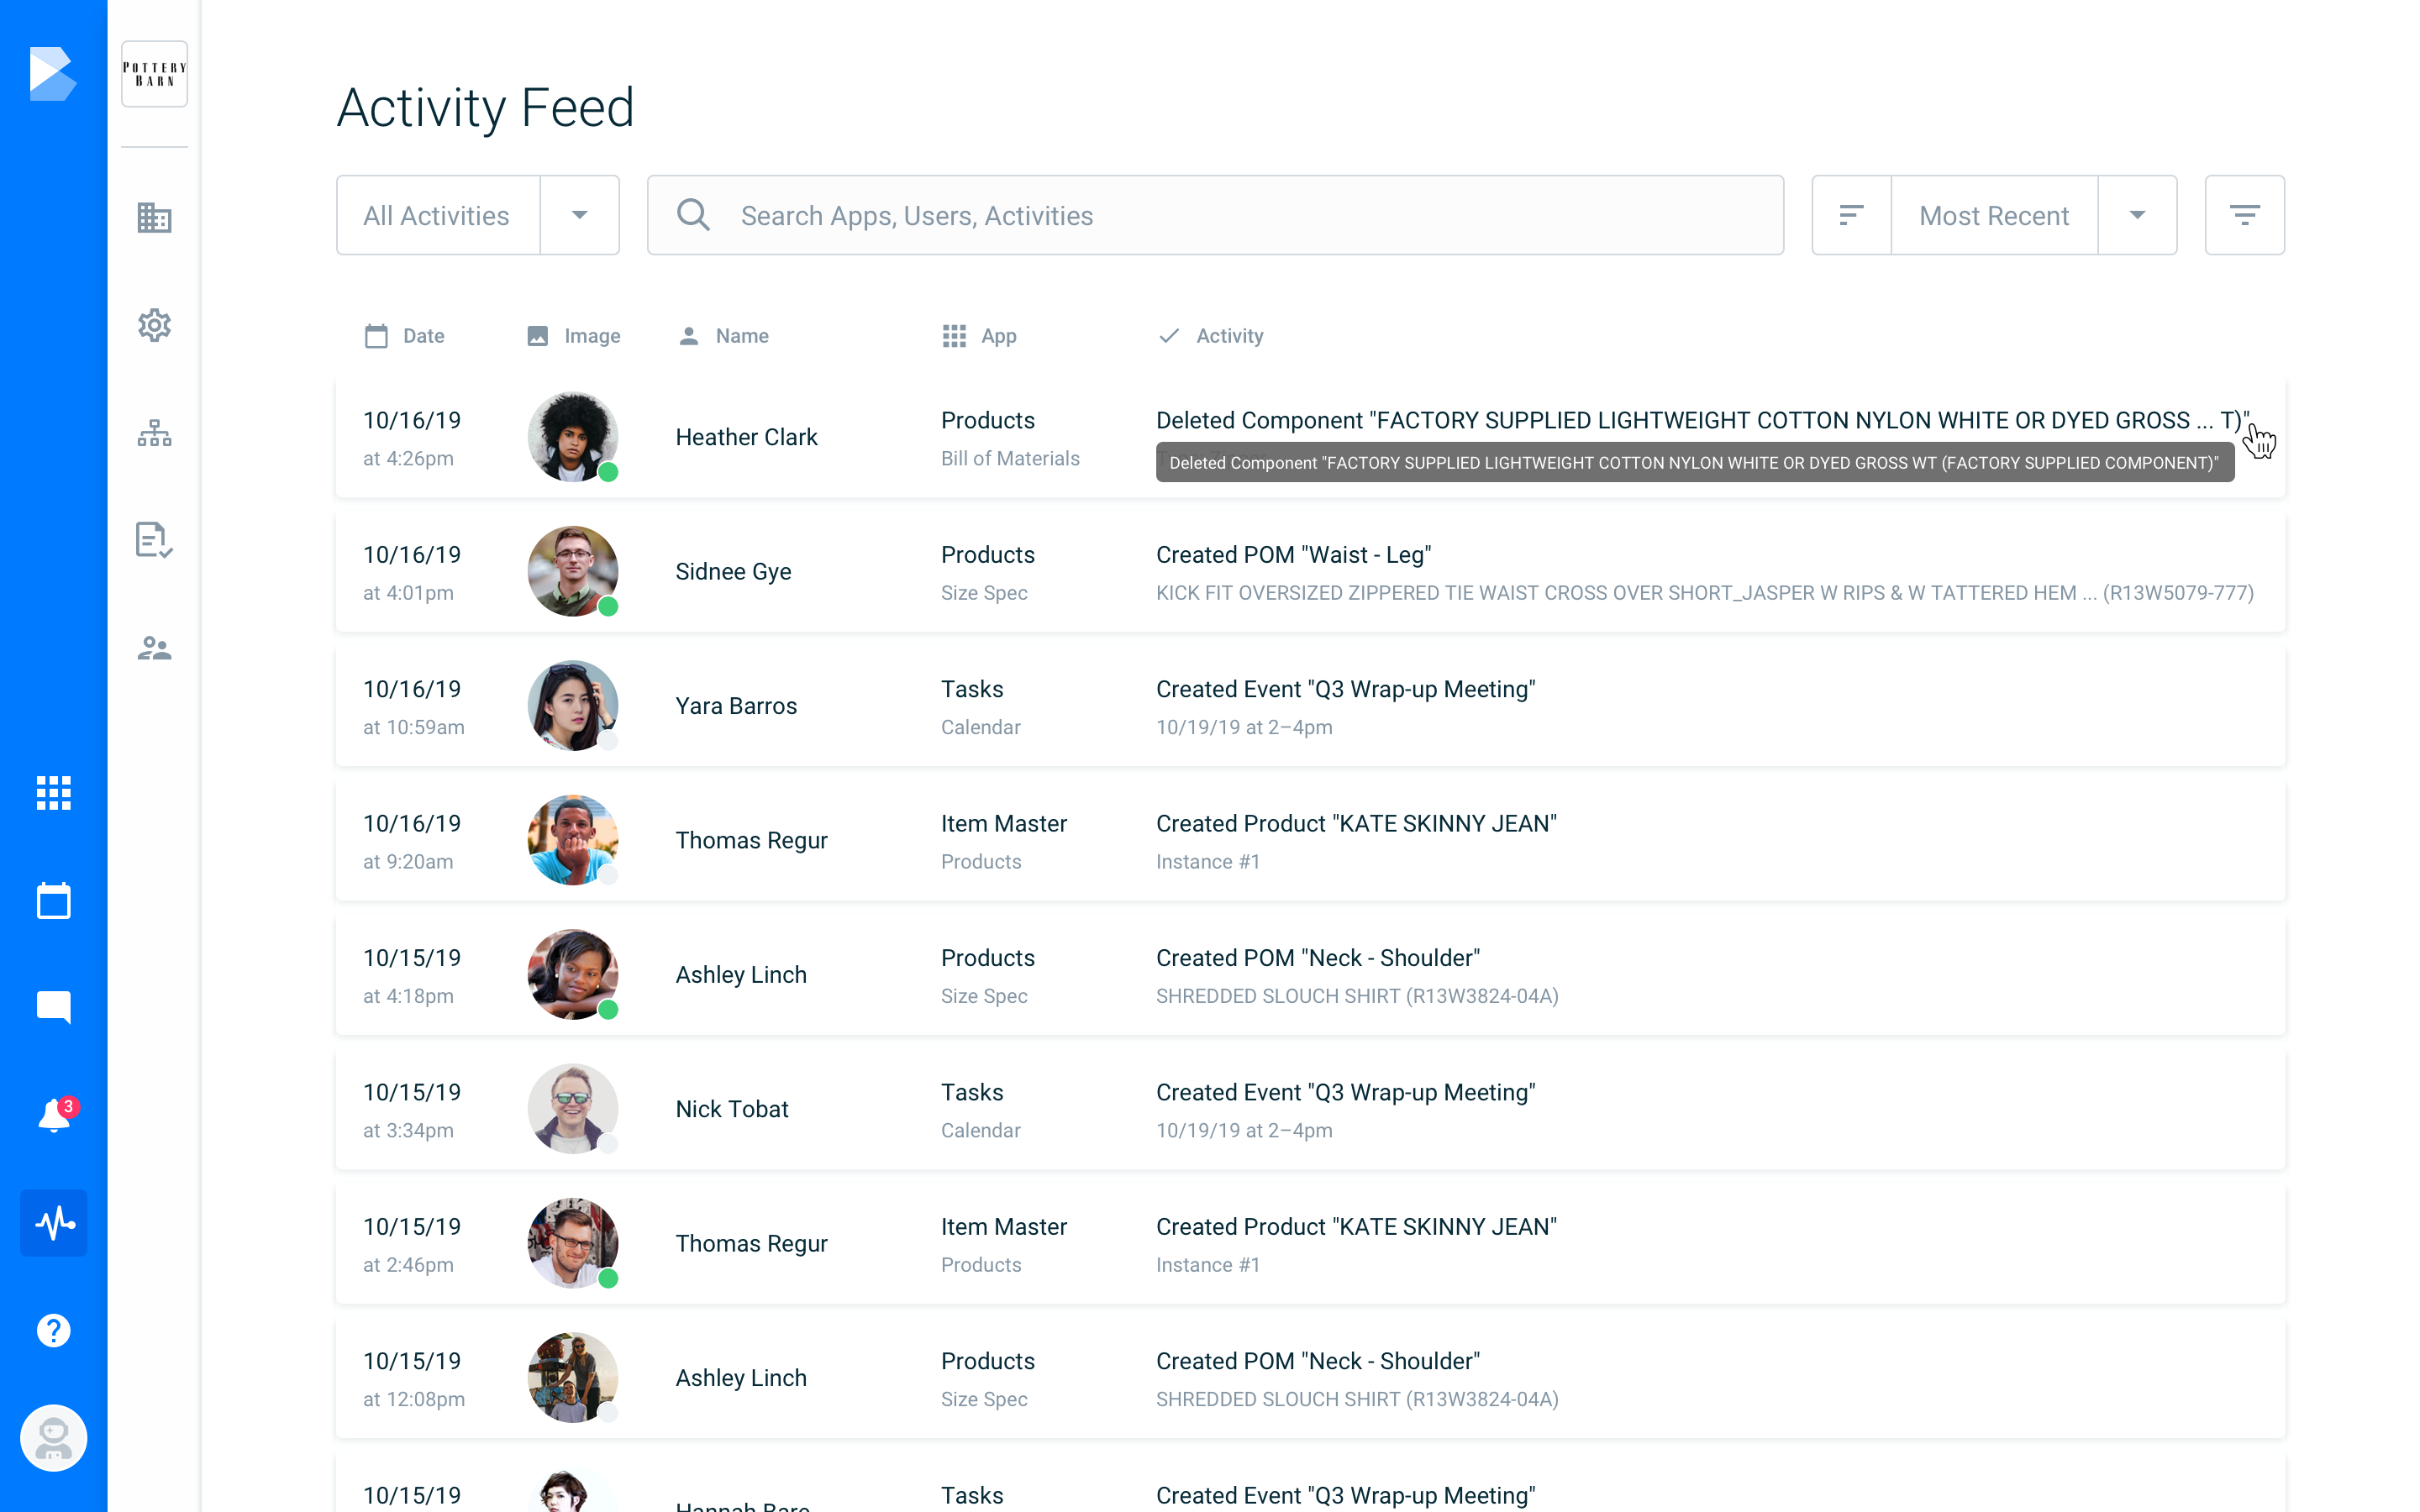 POTTERY
BARN
Activity Feed
All Activities
Search Apps, Users, Activities
Most Recent
Date Image Name App Activity
10/16/19
at 4:26pm
Heather Clark
Products
Bill of Materials
Deleted Component "FACTORY SUPPLIED LIGHTWEIGHT COTTON NYLON WHITE OR DYED GROSS ... T)"
Deleted Component "FACTORY SUPPLIED LIGHTWEIGHT COTTON NYLON WHITE OR DYED GROSS WT (FACTORY SUPPLIED COMPONENT)"
10/16/19
at 4:01pm
Sidnee Gye
Products
Size Spec
Created POM "Waist - Leg"
KICK FIT OVERSIZED ZIPPERED TIE WAIST CROSS OVER SHORT_JASPER W RIPS & W TATTERED HEM ... (R13W5079-777)
10/16/19
at 10:59am
Yara Barros
Tasks
Calendar
Created Event "Q3 Wrap-up Meeting"
10/19/19 at 2–4pm
10/16/19
at 9:20am
Thomas Regur
Item Master
Products
Created Product "KATE SKINNY JEAN"
Instance #1
10/15/19
at 4:18pm
Ashley Linch
Products
Size Spec
Created POM "Neck - Shoulder"
SHREDDED SLOUCH SHIRT (R13W3824-04A)
10/15/19
at 3:34pm
Nick Tobat
Tasks
Calendar
Created Event "Q3 Wrap-up Meeting"
10/19/19 at 2–4pm
3
10/15/19
at 2:46pm
Thomas Regur
Item Master
Products
Created Product "KATE SKINNY JEAN"
Instance #1
10/15/19
at 12:08pm
Ashley Linch
Products
Size Spec
Created POM "Neck - Shoulder"
SHREDDED SLOUCH SHIRT (R13W3824-04A)
10/15/19
Hannah Bare
Tasks
Created Event "Q3 Wrap-up Meeting"